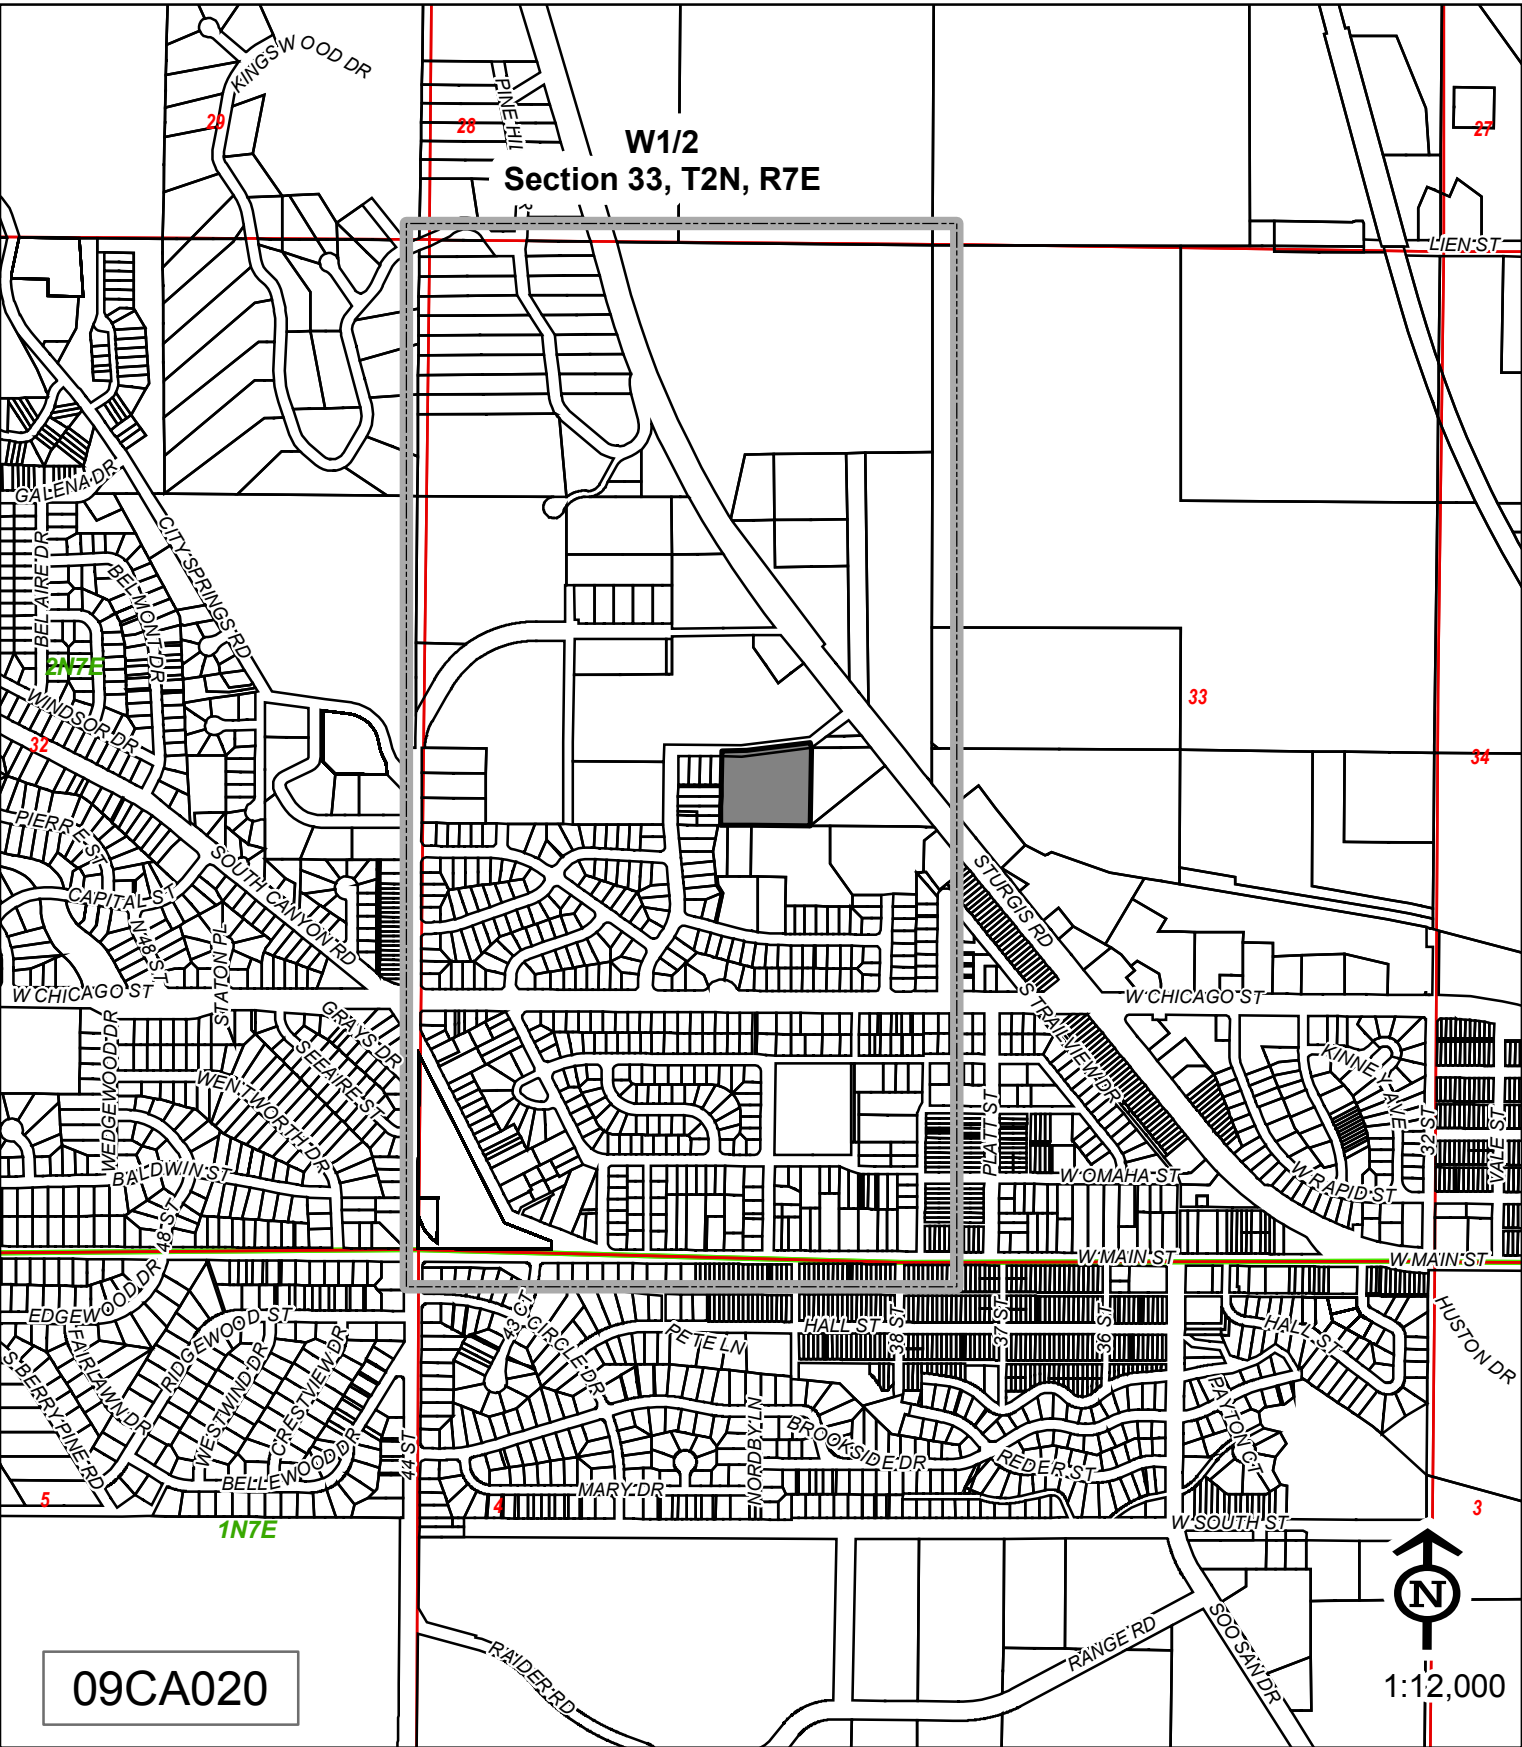 KINGSWOOD DR
PINE HIL
29
28
27
W1/2
Section 33, T2N, R7E
LIEN ST
GALENA DR
CITY SPRINGS RD
BEL AIRE DR
BELMONT DR
2N7E
WINDSOR DR
32
33
34
PIERRE ST
SOUTH CANYON RD
CAPITAL ST
N 48 ST
STATON PL
STURGIS RD
W CHICAGO ST
W CHICAGO ST
S TRAILVIEW DR
GRAYS DR
SEEAIRE ST
WEDGEWOOD DR
WENTWORTH DR
KINNEY AVE
32 ST
VALE ST
PLATT ST
BALDWIN ST
W OMAHA ST
W RAPID ST
48 ST
W MAIN ST
W MAIN ST
EDGEWOOD DR
FAIRLAWN DR
RIDGEWOOD ST
S BERRY PINE RD
WESTWIND DR
CRESTVIEW DR
BELLEWOOD DR
44 ST
43 CT
CIRCLE DR
PETE LN
HALL ST
38 ST
37 ST
36 ST
HALL ST
HUSTON DR
PAYTON CT
NORDBY LN
BROOKSIDE DR
REDER ST
MARY DR
5
4
3
1N7E
W SOUTH ST
N
RAIDER RD
RANGE RD
SOO SAN DR
09CA020
1:12,000